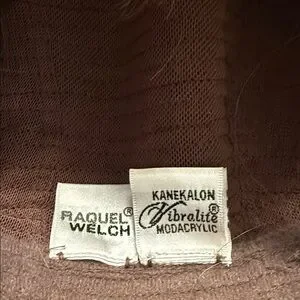 RAQUEL®
WELCH
KANEKALON
Vibralite®
MODACRYLIC